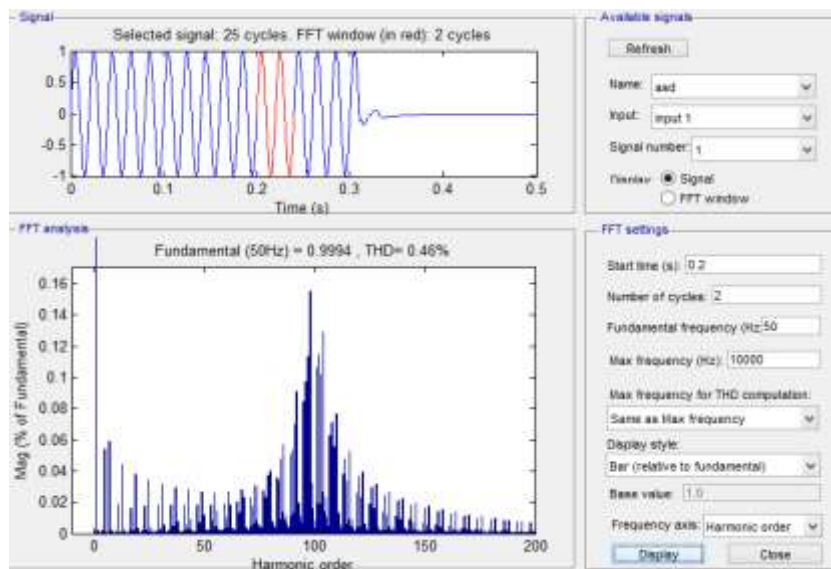 Signal
Selected signal: 25 cycles. FFT window (in red): 2 cycles
1
0.5
0
-0.5
-1
0
0.1
0.2
0.3
0.4
0.5
Time (s)
FFT analysis
Fundamental (50Hz) = 0.9994 , THD= 0.46%
Mag (% of Fundamental)
0.16
0.14
0.12
0.1
0.08
0.06
0.04
0.02
0
0
50
100
150
200
Harmonic order
Available signals
Refresh
Name:
Input: input 1
Signal number: 1
Display: Signal
FFT window
FFT settings
Start time (s): 0.2
Number of cycles: 2
Fundamental frequency (Hz 50
Max frequency (Hz): 10000
Max frequency for THD computation:
Same as Max frequency
Display style:
Bar (relative to fundamental)
Base value: 1.0
Frequency axis: Harmonic order
Display
Close